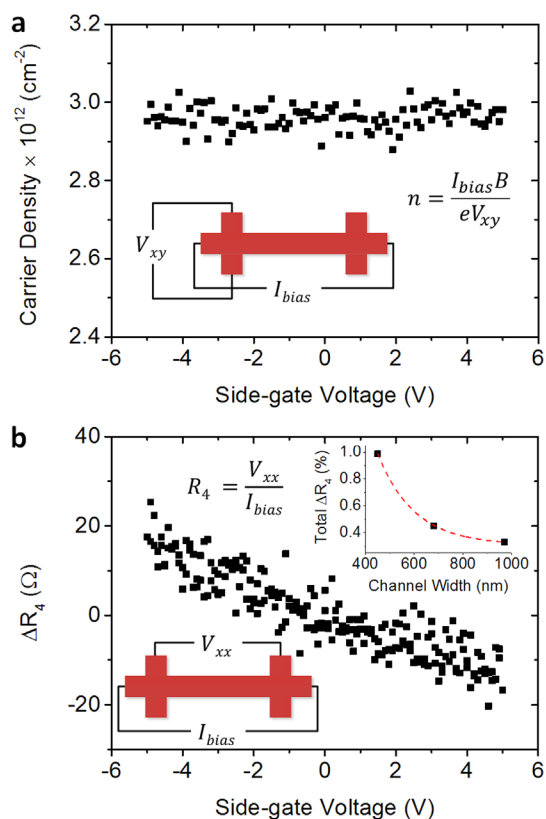 a
Carrier Density × 10¹² (cm⁻²)
3.2
3.0
2.8
2.6
2.4
V_xy
I_bias
n = I_bias B / eV_xy
-6 -4 -2 0 2 4 6
Side-gate Voltage (V)
b
ΔR₄ (Ω)
40
20
0
-20
R₄ = V_xx / I_bias
Total ΔR₄ (%)
1.0
0.8
0.6
0.4
400 600 800 1000
Channel Width (nm)
V_xx
I_bias
-6 -4 -2 0 2 4 6
Side-gate Voltage (V)